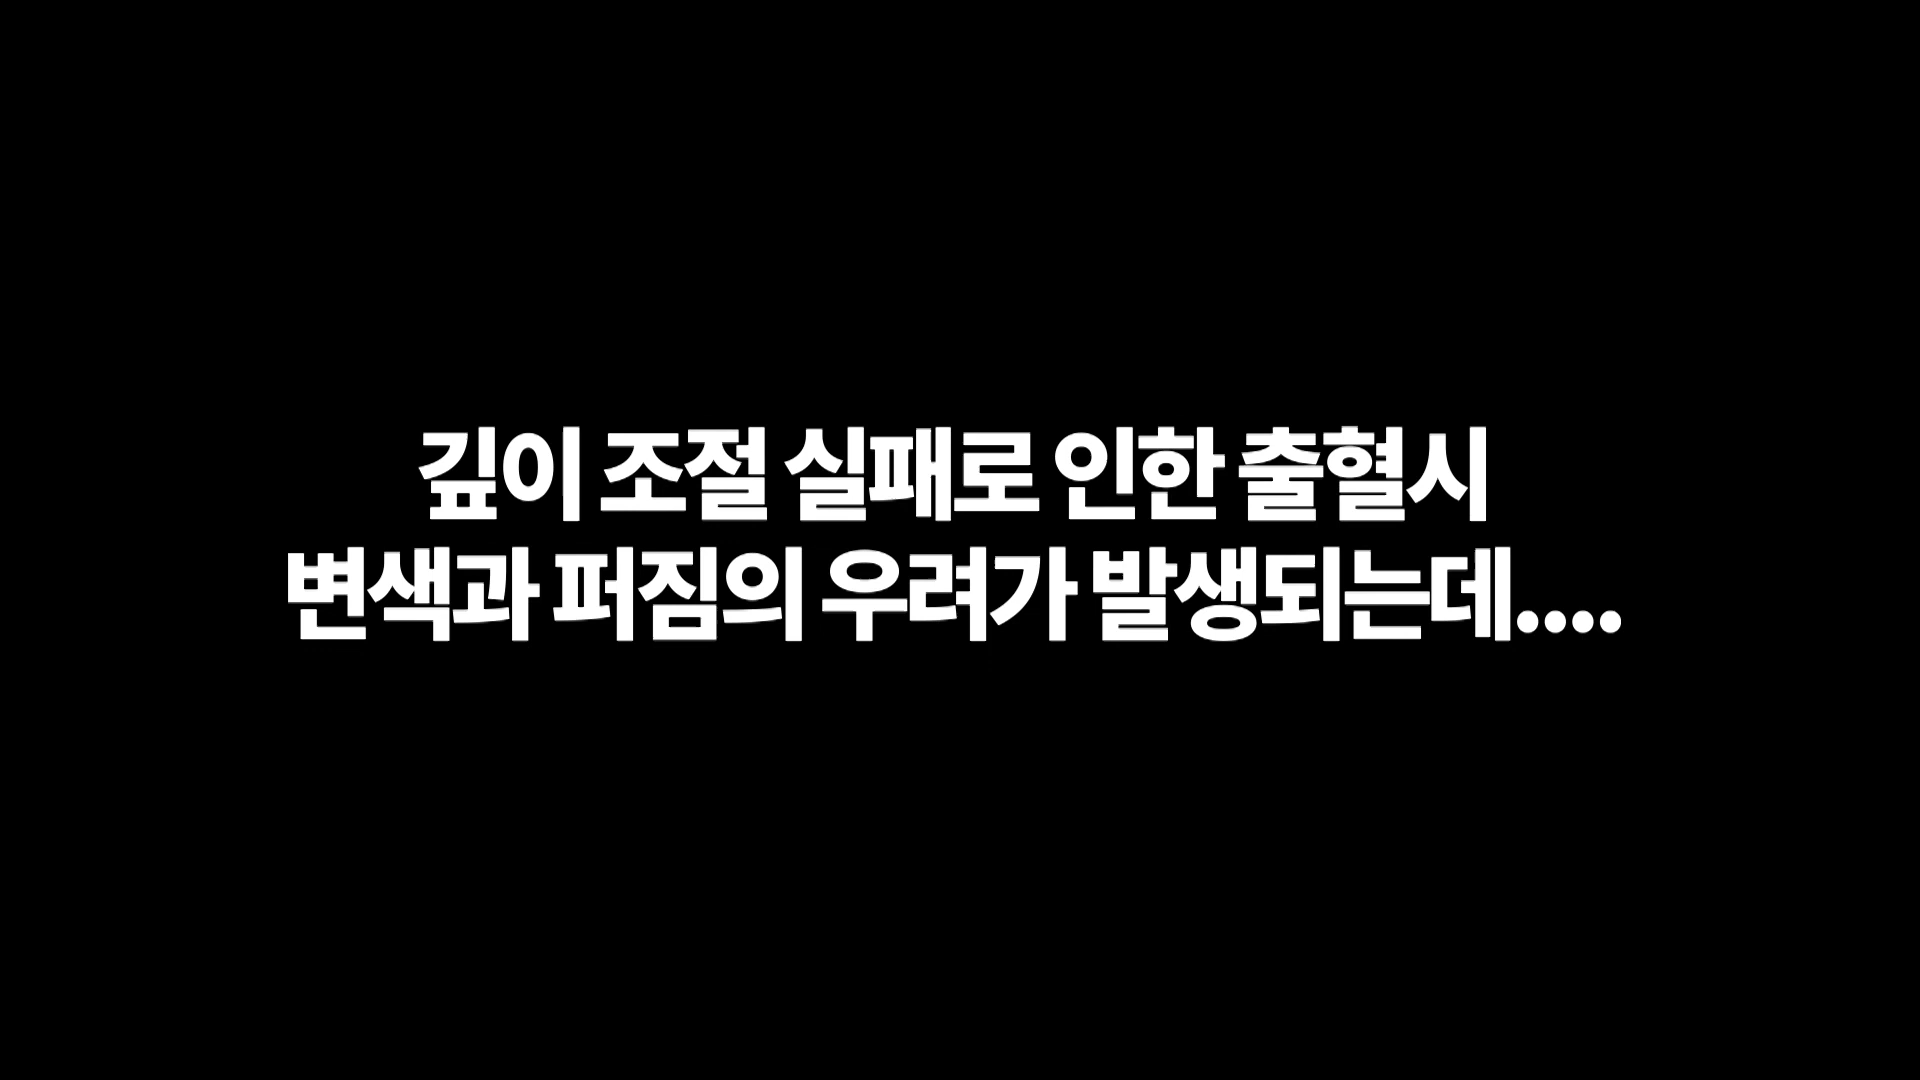 깊이 조절 실패로 인한 출혈시
변색과 퍼짐의 우려가 발생되는데....